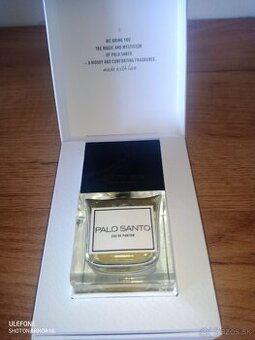 WE BRING YOU
THE MAGIC AND MYSTICISM
OF PALO SANTO
— A WOODY AND COMFORTING FRAGRANCE.
made with love
PALO SANTO
EAU DE PARFUM
ULEFONE
SHOT ON ARMOR